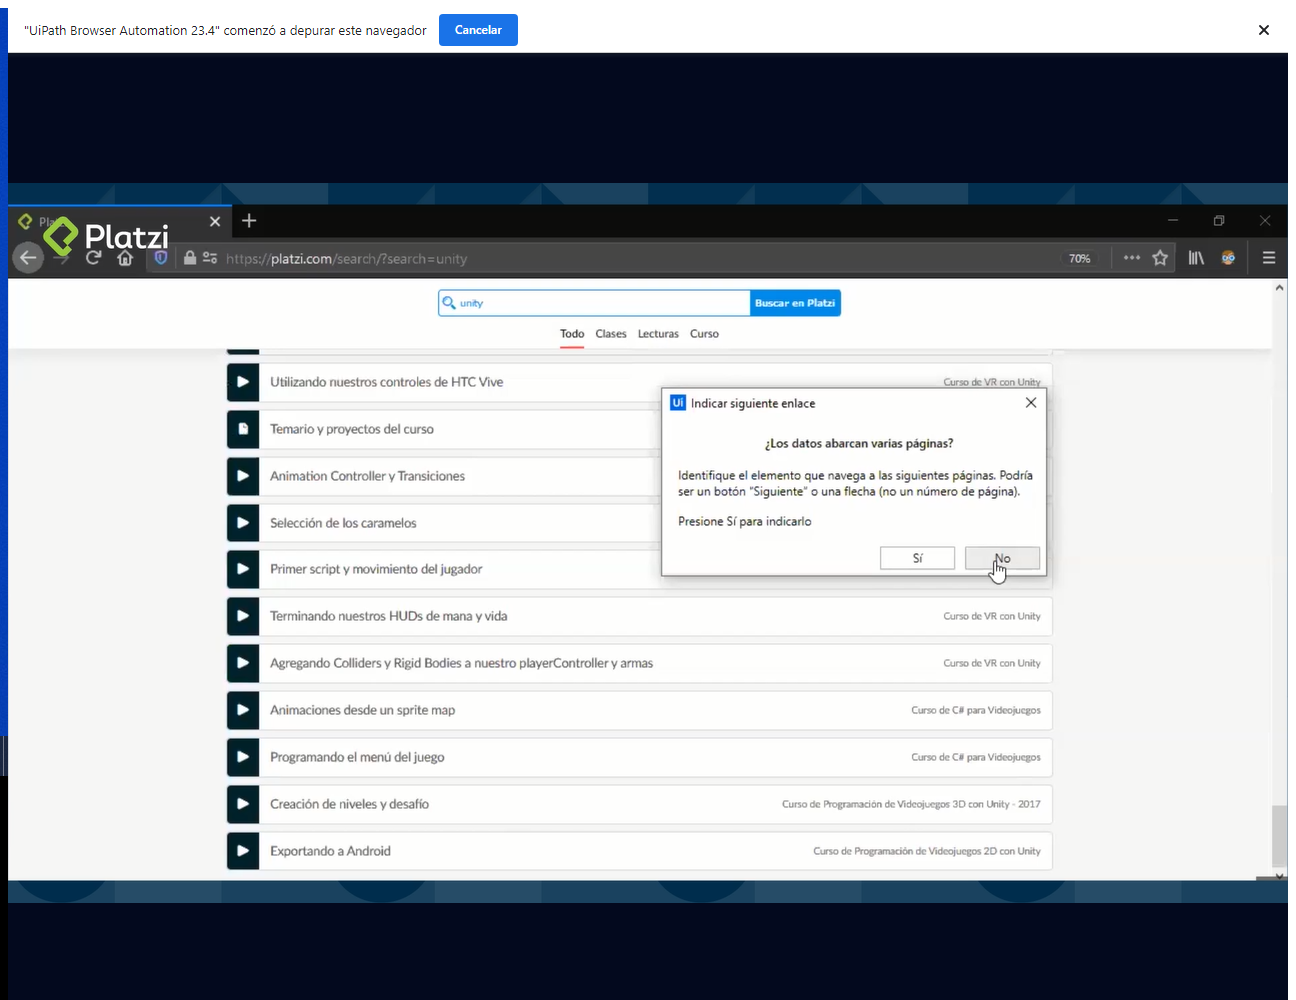 "UiPath Browser Automation 23.4" comenzó a depurar este navegador
Cancelar
Platzi
https://platzi.com/search/?search=unity
70%
unity
Buscar en Platzi
Todo
Clases
Lecturas
Curso
Utilizando nuestros controles de HTC Vive
Curso de VR con Unity
Temario y proyectos del curso
Animation Controller y Transiciones
Selección de los caramelos
Primer script y movimiento del jugador
Ui
Indicar siguiente enlace
¿Los datos abarcan varias páginas?
Identifique el elemento que navega a las siguientes páginas. Podría
ser un botón "Siguiente" o una flecha (no un número de página).
Presione Sí para indicarlo
Sí
No
Terminando nuestros HUDs de mana y vida
Curso de VR con Unity
Agregando Colliders y Rigid Bodies a nuestro playerController y armas
Curso de VR con Unity
Animaciones desde un sprite map
Curso de C# para Videojuegos
Programando el menú del juego
Curso de C# para Videojuegos
Creación de niveles y desafío
Curso de Programación de Videojuegos 3D con Unity - 2017
Exportando a Android
Curso de Programación de Videojuegos 2D con Unity